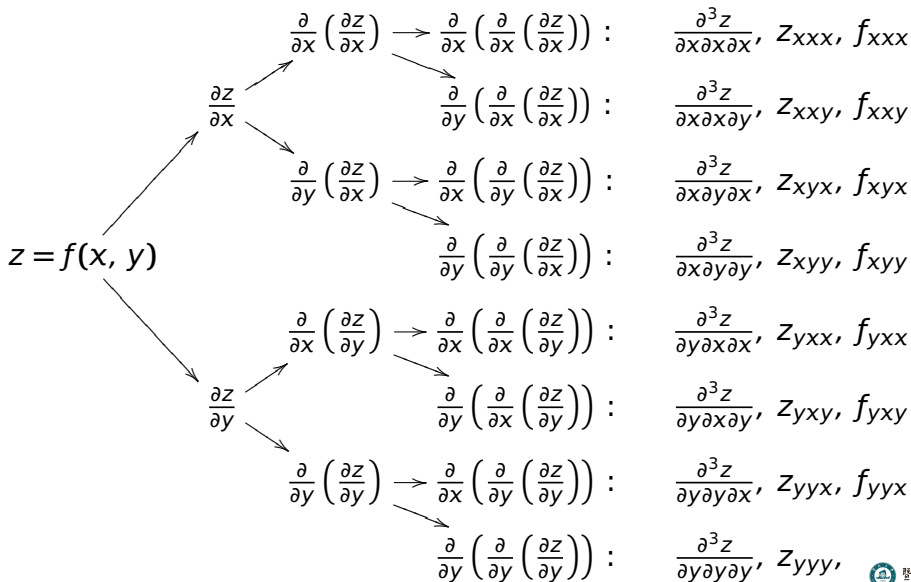 ∂/∂x (∂z/∂x) → ∂/∂x (∂/∂x (∂z/∂x)) : ∂³z/∂x∂x∂x, z_xxx, f_xxx
∂z/∂x ∂/∂y (∂/∂x (∂z/∂x)) : ∂³z/∂x∂x∂y, z_xxy, f_xxy
∂/∂y (∂z/∂x) → ∂/∂x (∂/∂y (∂z/∂x)) : ∂³z/∂x∂y∂x, z_xyx, f_xyx
z = f(x, y) ∂/∂y (∂/∂y (∂z/∂x)) : ∂³z/∂x∂y∂y, z_xyy, f_xyy
∂/∂x (∂z/∂y) → ∂/∂x (∂/∂x (∂z/∂y)) : ∂³z/∂y∂x∂x, z_yxx, f_yxx
∂z/∂y ∂/∂y (∂/∂x (∂z/∂y)) : ∂³z/∂y∂x∂y, z_yxy, f_yxy
∂/∂y (∂z/∂y) → ∂/∂x (∂/∂y (∂z/∂y)) : ∂³z/∂y∂y∂x, z_yyx, f_yyx
∂/∂y (∂/∂y (∂z/∂y)) : ∂³z/∂y∂y∂y, z_yyy,